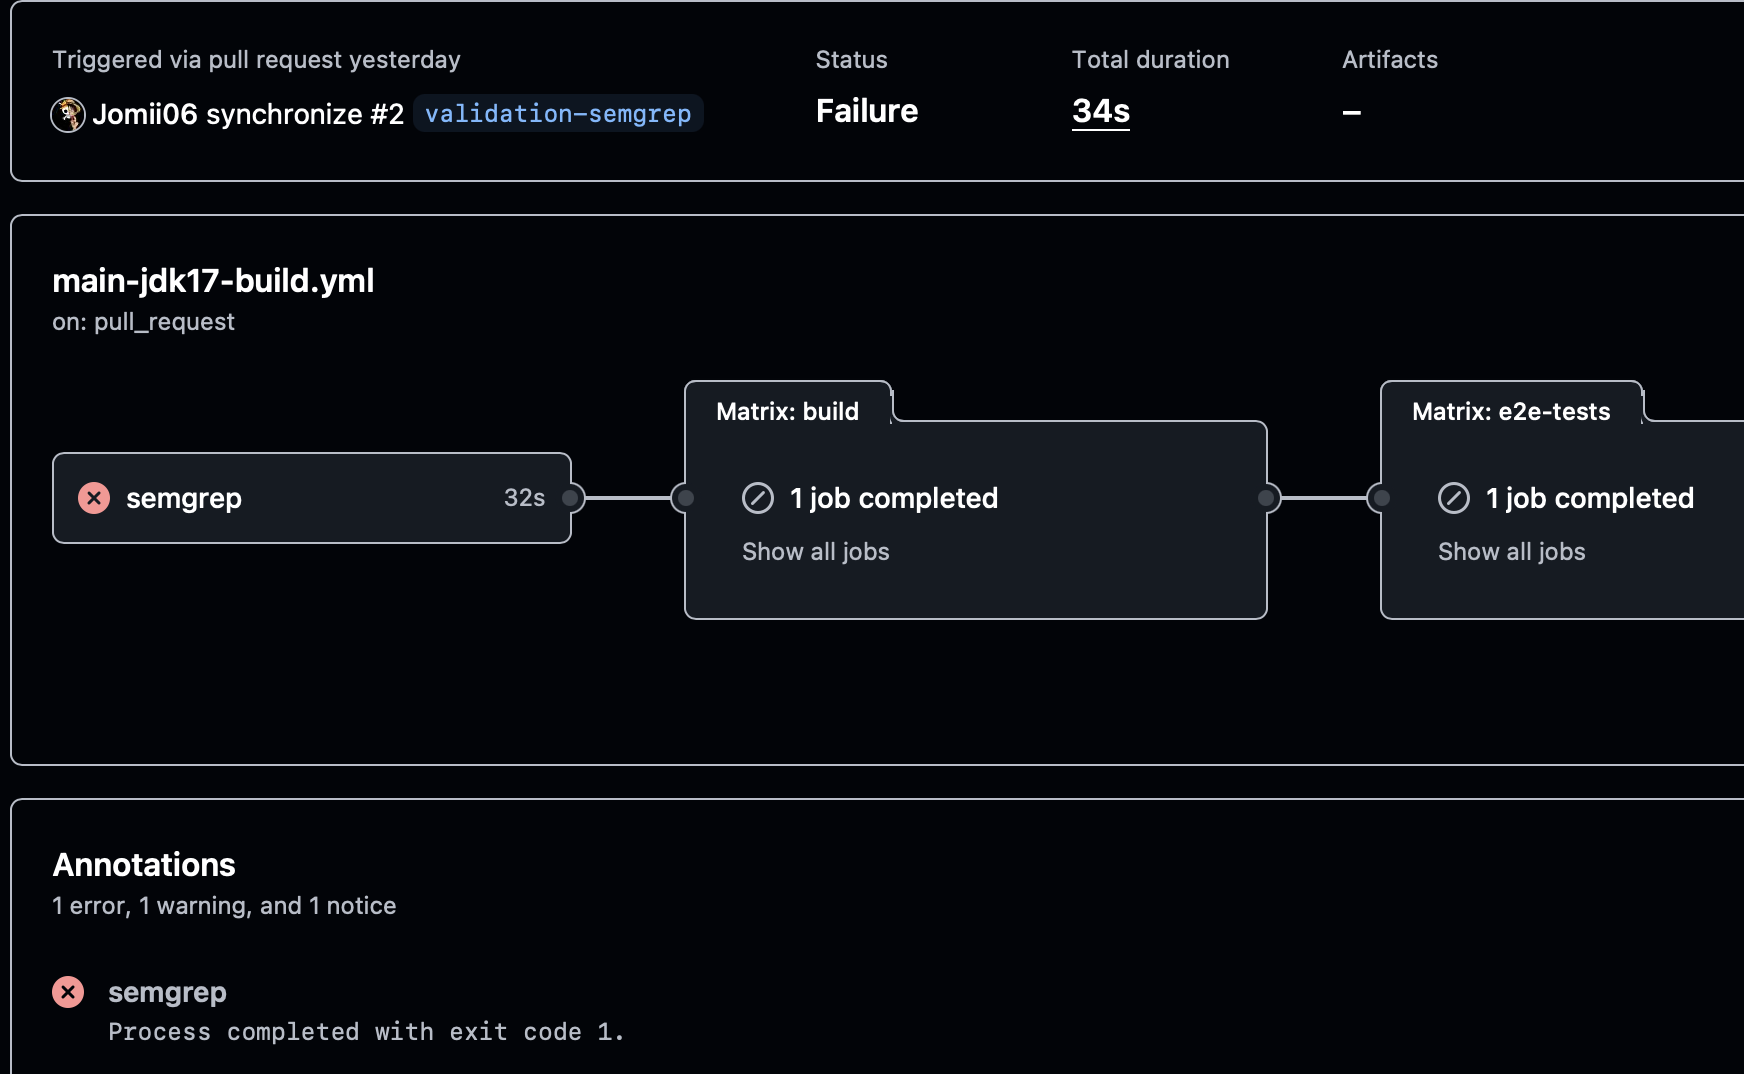 Triggered via pull request yesterday
Jomii06 synchronize #2 validation-semgrep
Status
Failure
Total duration
34s
Artifacts
–
main-jdk17-build.yml
on: pull_request
semgrep 32s
Matrix: build
1 job completed
Show all jobs
Matrix: e2e-tests
1 job completed
Show all jobs
Annotations
1 error, 1 warning, and 1 notice
semgrep
Process completed with exit code 1.